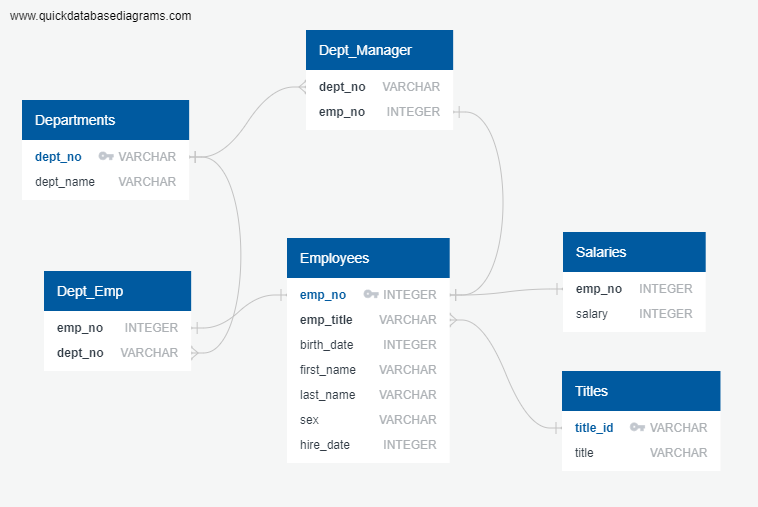 www.quickdatabasediagrams.com
Dept_Manager
dept_no VARCHAR
emp_no INTEGER
Departments
dept_no VARCHAR
dept_name VARCHAR
Dept_Emp
emp_no INTEGER
dept_no VARCHAR
Employees
emp_no INTEGER
emp_title VARCHAR
birth_date INTEGER
first_name VARCHAR
last_name VARCHAR
sex VARCHAR
hire_date INTEGER
Salaries
emp_no INTEGER
salary INTEGER
Titles
title_id VARCHAR
title VARCHAR